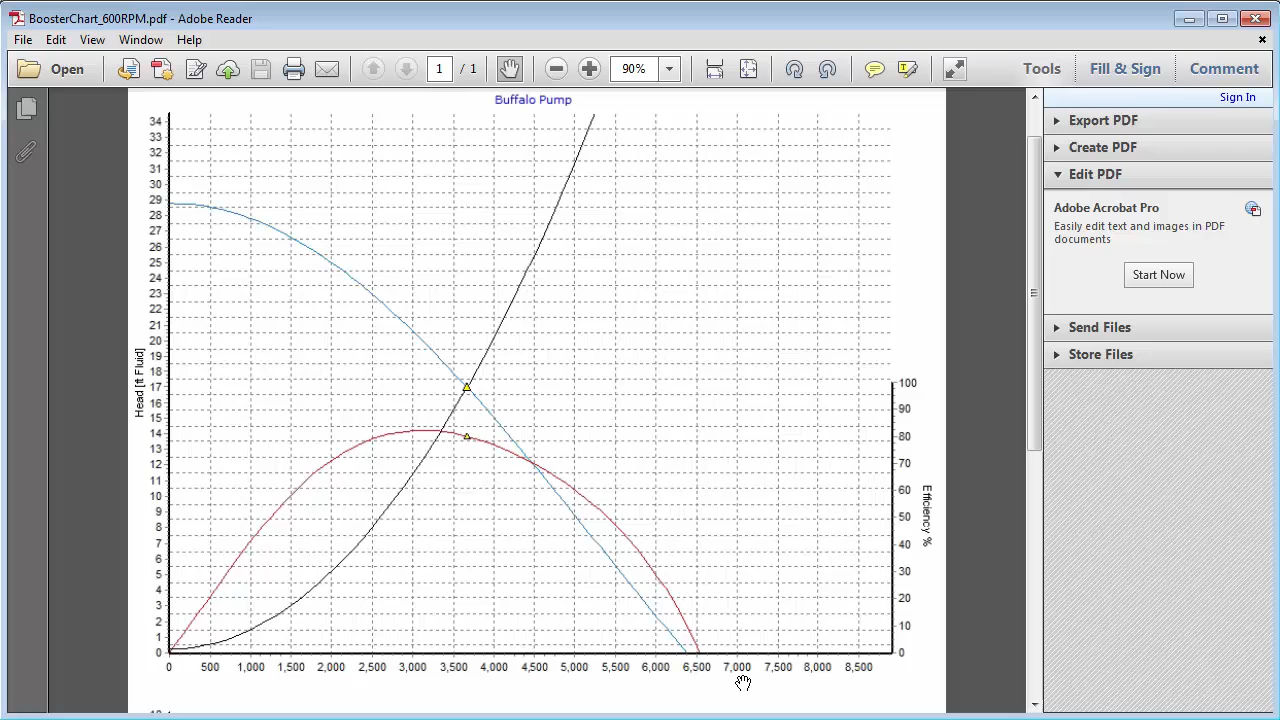 BoosterChart_600RPM.pdf - Adobe Reader
File Edit View Window Help
Open 1 / 1 90% Tools Fill & Sign Comment
Sign In
Export PDF
Create PDF
Edit PDF
Adobe Acrobat Pro
Easily edit text and images in PDF
documents
Start Now
Send Files
Store Files
Buffalo Pump
34
33
32
31
30
29
28
27
26
25
24
23
22
21
20
19
18
17
16
15
14
13
12
11
10
9
8
7
6
5
4
3
2
1
0
Head [ft Fluid]
0 500 1,000 1,500 2,000 2,500 3,000 3,500 4,000 4,500 5,000 5,500 6,000 6,500 7,000 7,500 8,000 8,500
100
90
80
70
60
50
40
30
20
10
0
Efficiency %